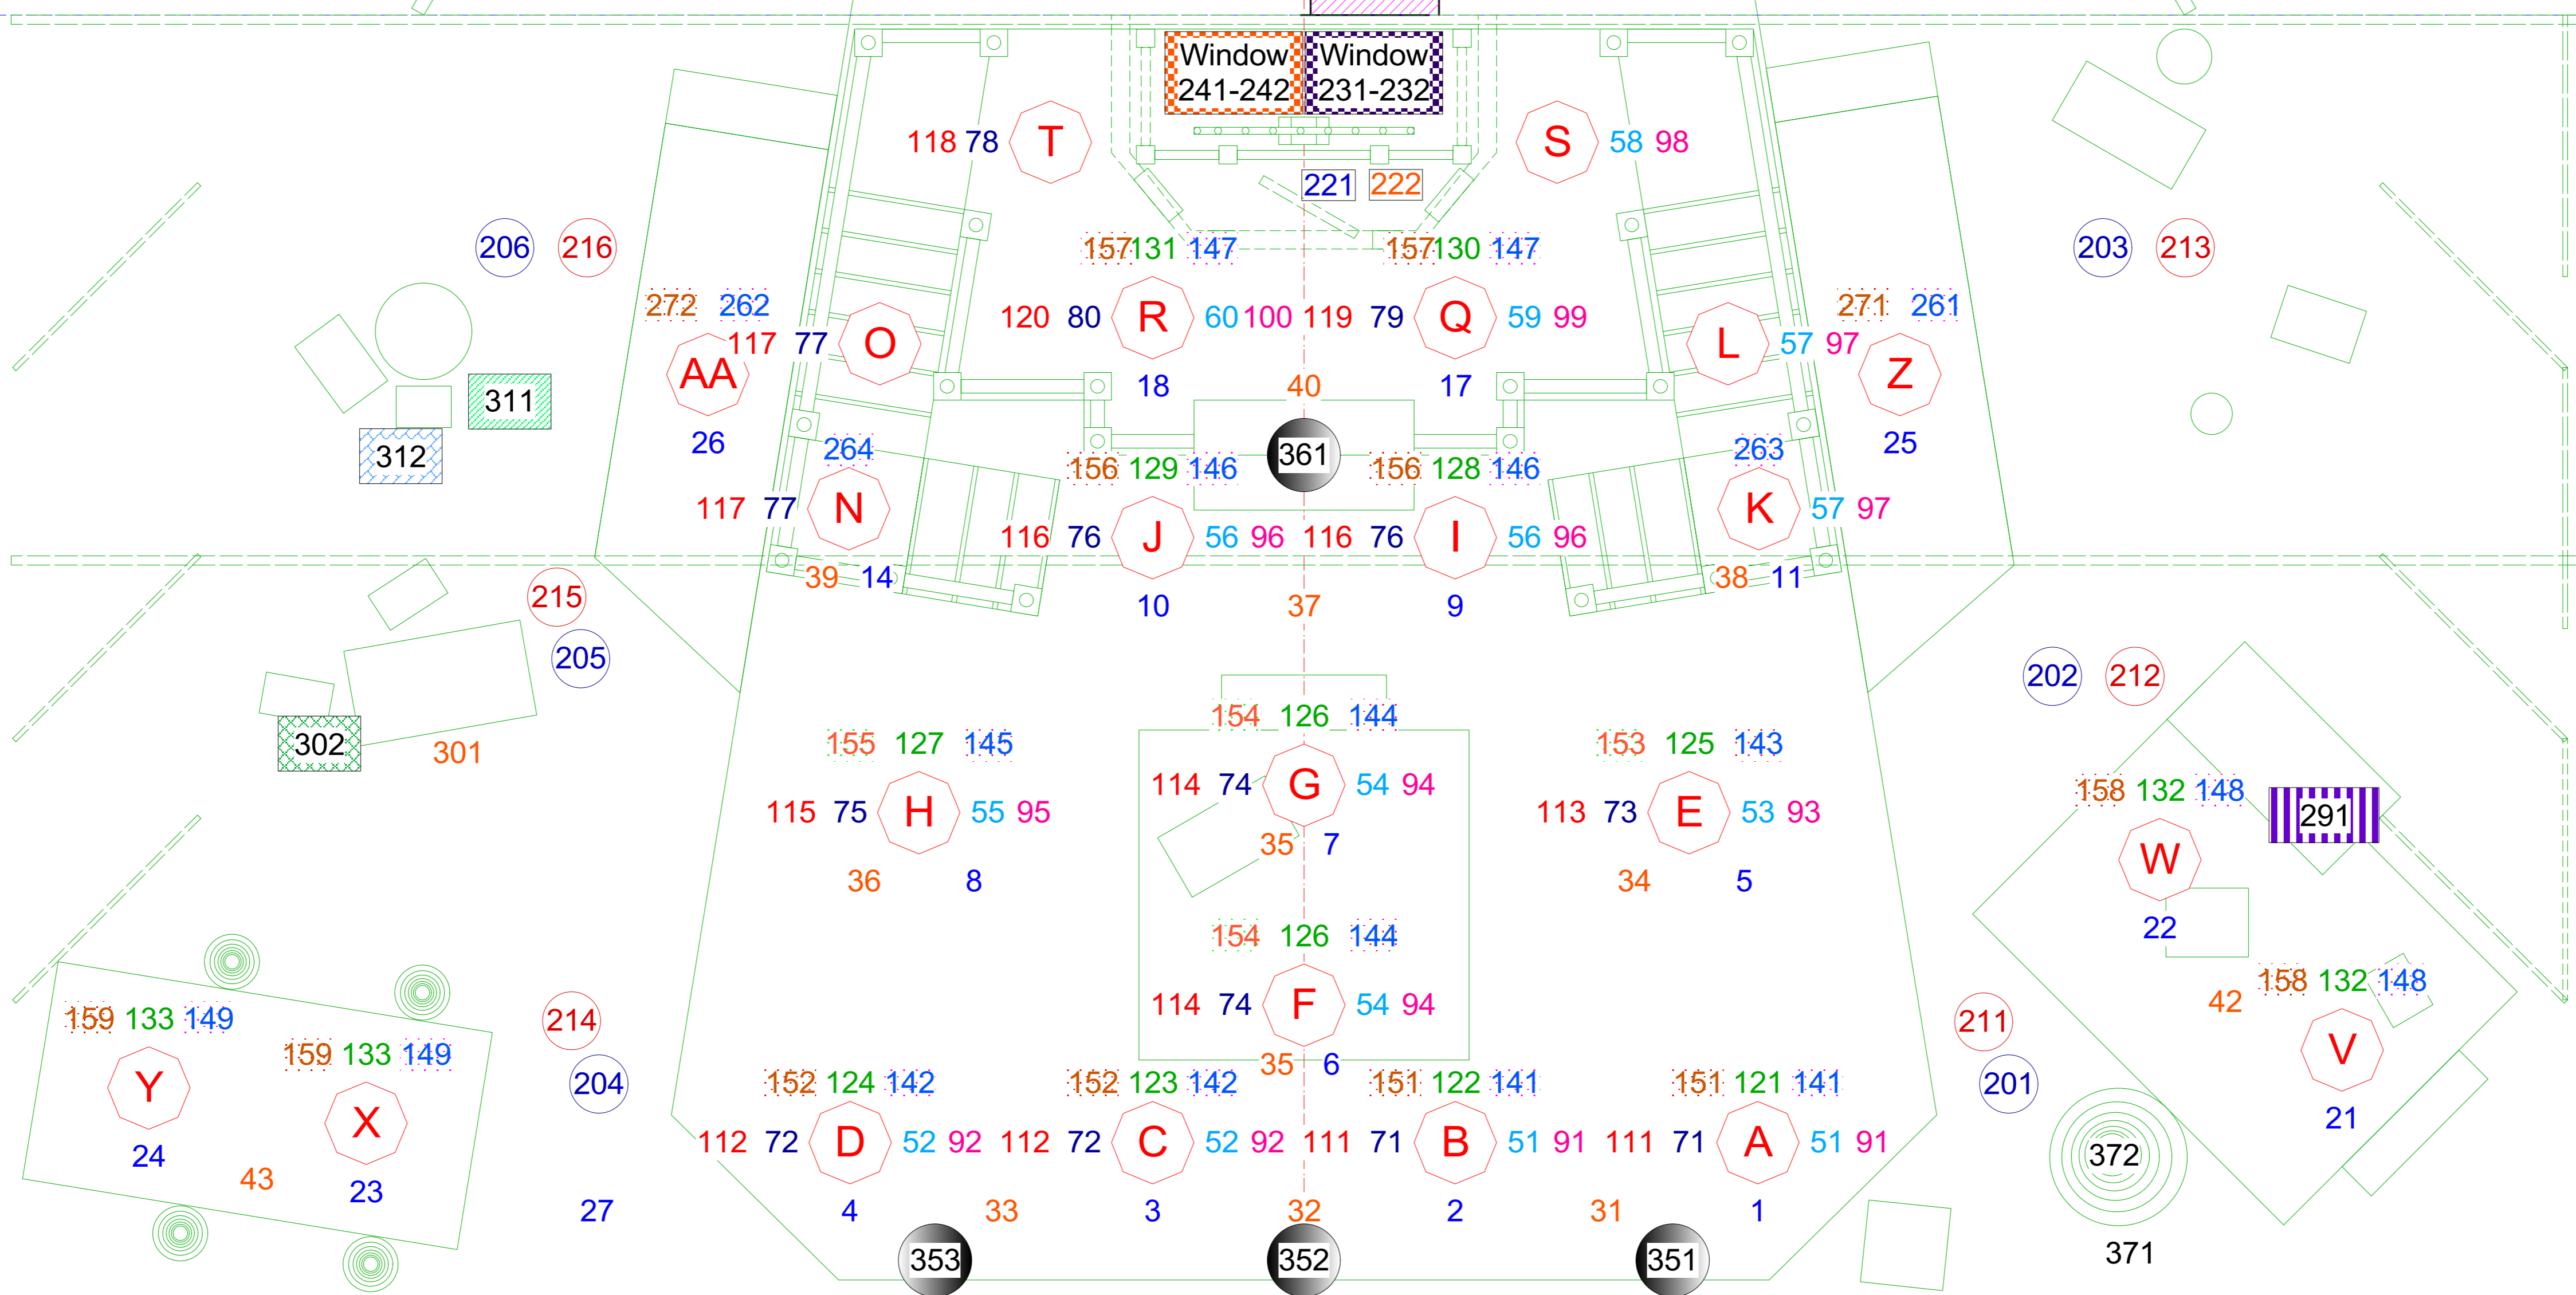 Window Window
241-242 231-232
118 78 T S 58 98
221 222
206 216 157 131 147 157 130 147 203 213
272 262 271 261
120 80 R 60 100 119 79 Q 59 99
117 77 O L 57 97
AA Z
18 40 17
311
26 25
312 264 361 263
156 129 146 156 128 146
117 77 N K 57 97
116 76 J 56 96 116 76 I 56 96
39 14 38 11
215 10 37 9
205 202 212
154 126 144
302 301 155 127 145 153 125 143
114 74 G 54 94
158 132 148
115 75 H 55 95 113 73 E 53 93 291
35 7 W
36 8 34 5
22
154 126 144
158 132 148
114 74 F 54 94 42
159 133 149 214 211
159 133 149 V
35 6
Y 204 152 124 142 152 123 142 151 122 141 151 121 141 201
X 21
112 72 D 52 92 112 72 C 52 92 111 71 B 51 91 111 71 A 51 91
24 372
43 23
27 4 33 3 32 2 31 1
353 352 351 371